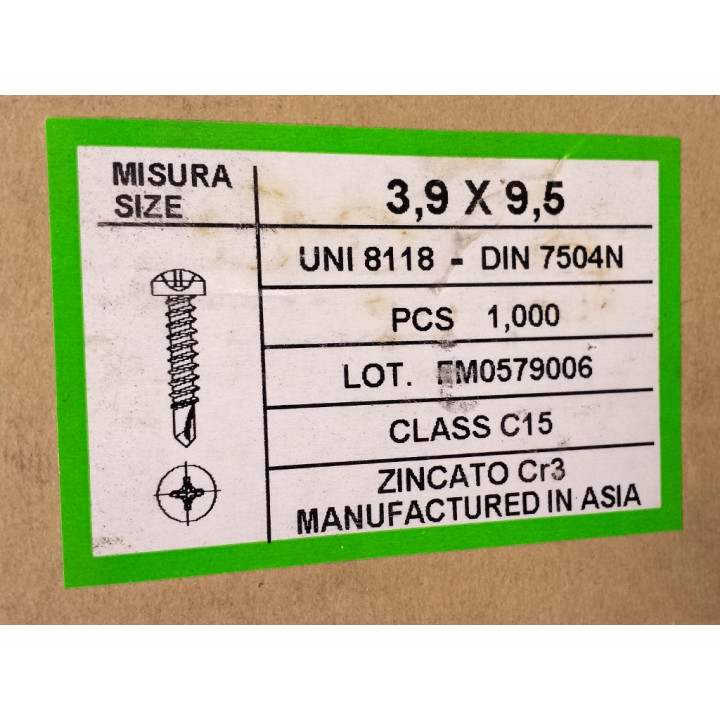 MISURA
SIZE
3,9 X 9,5
UNI 8118 - DIN 7504N
PCS 1,000
LOT. FM0579006
CLASS C15
ZINCATO Cr3
MANUFACTURED IN ASIA